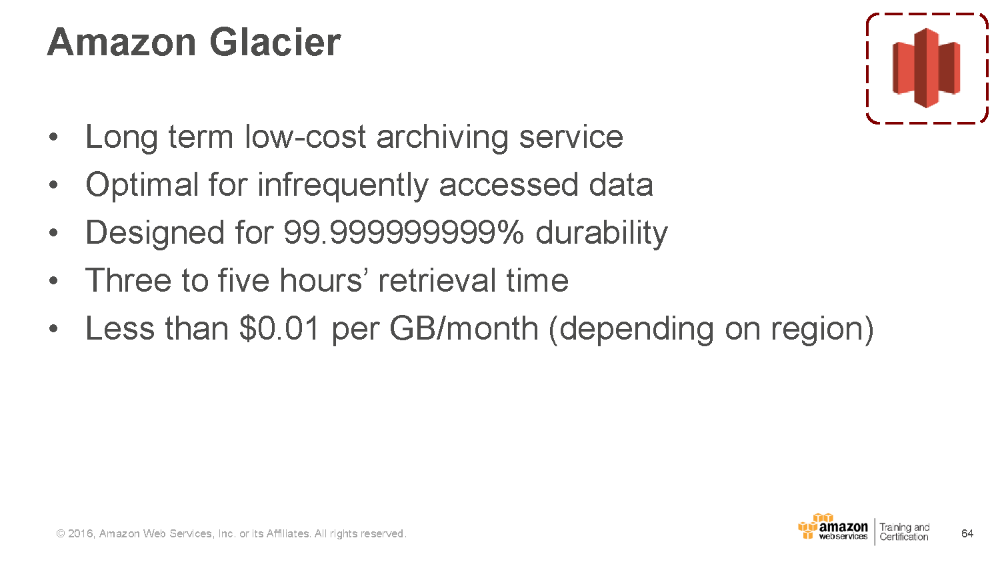 Amazon Glacier
• Long term low-cost archiving service
• Optimal for infrequently accessed data
• Designed for 99.999999999% durability
• Three to five hours’ retrieval time
• Less than $0.01 per GB/month (depending on region)
© 2016, Amazon Web Services, Inc. or its Affiliates. All rights reserved.
amazon
web services
Training and
Certification
64